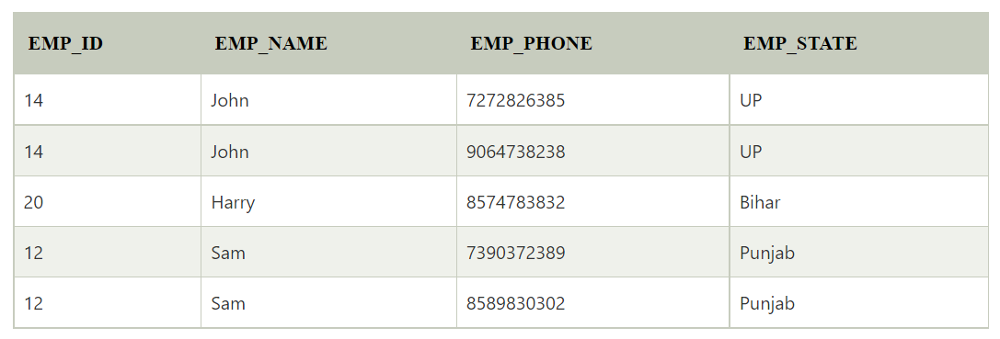 EMP_ID EMP_NAME EMP_PHONE EMP_STATE
14 John 7272826385 UP
14 John 9064738238 UP
20 Harry 8574783832 Bihar
12 Sam 7390372389 Punjab
12 Sam 8589830302 Punjab